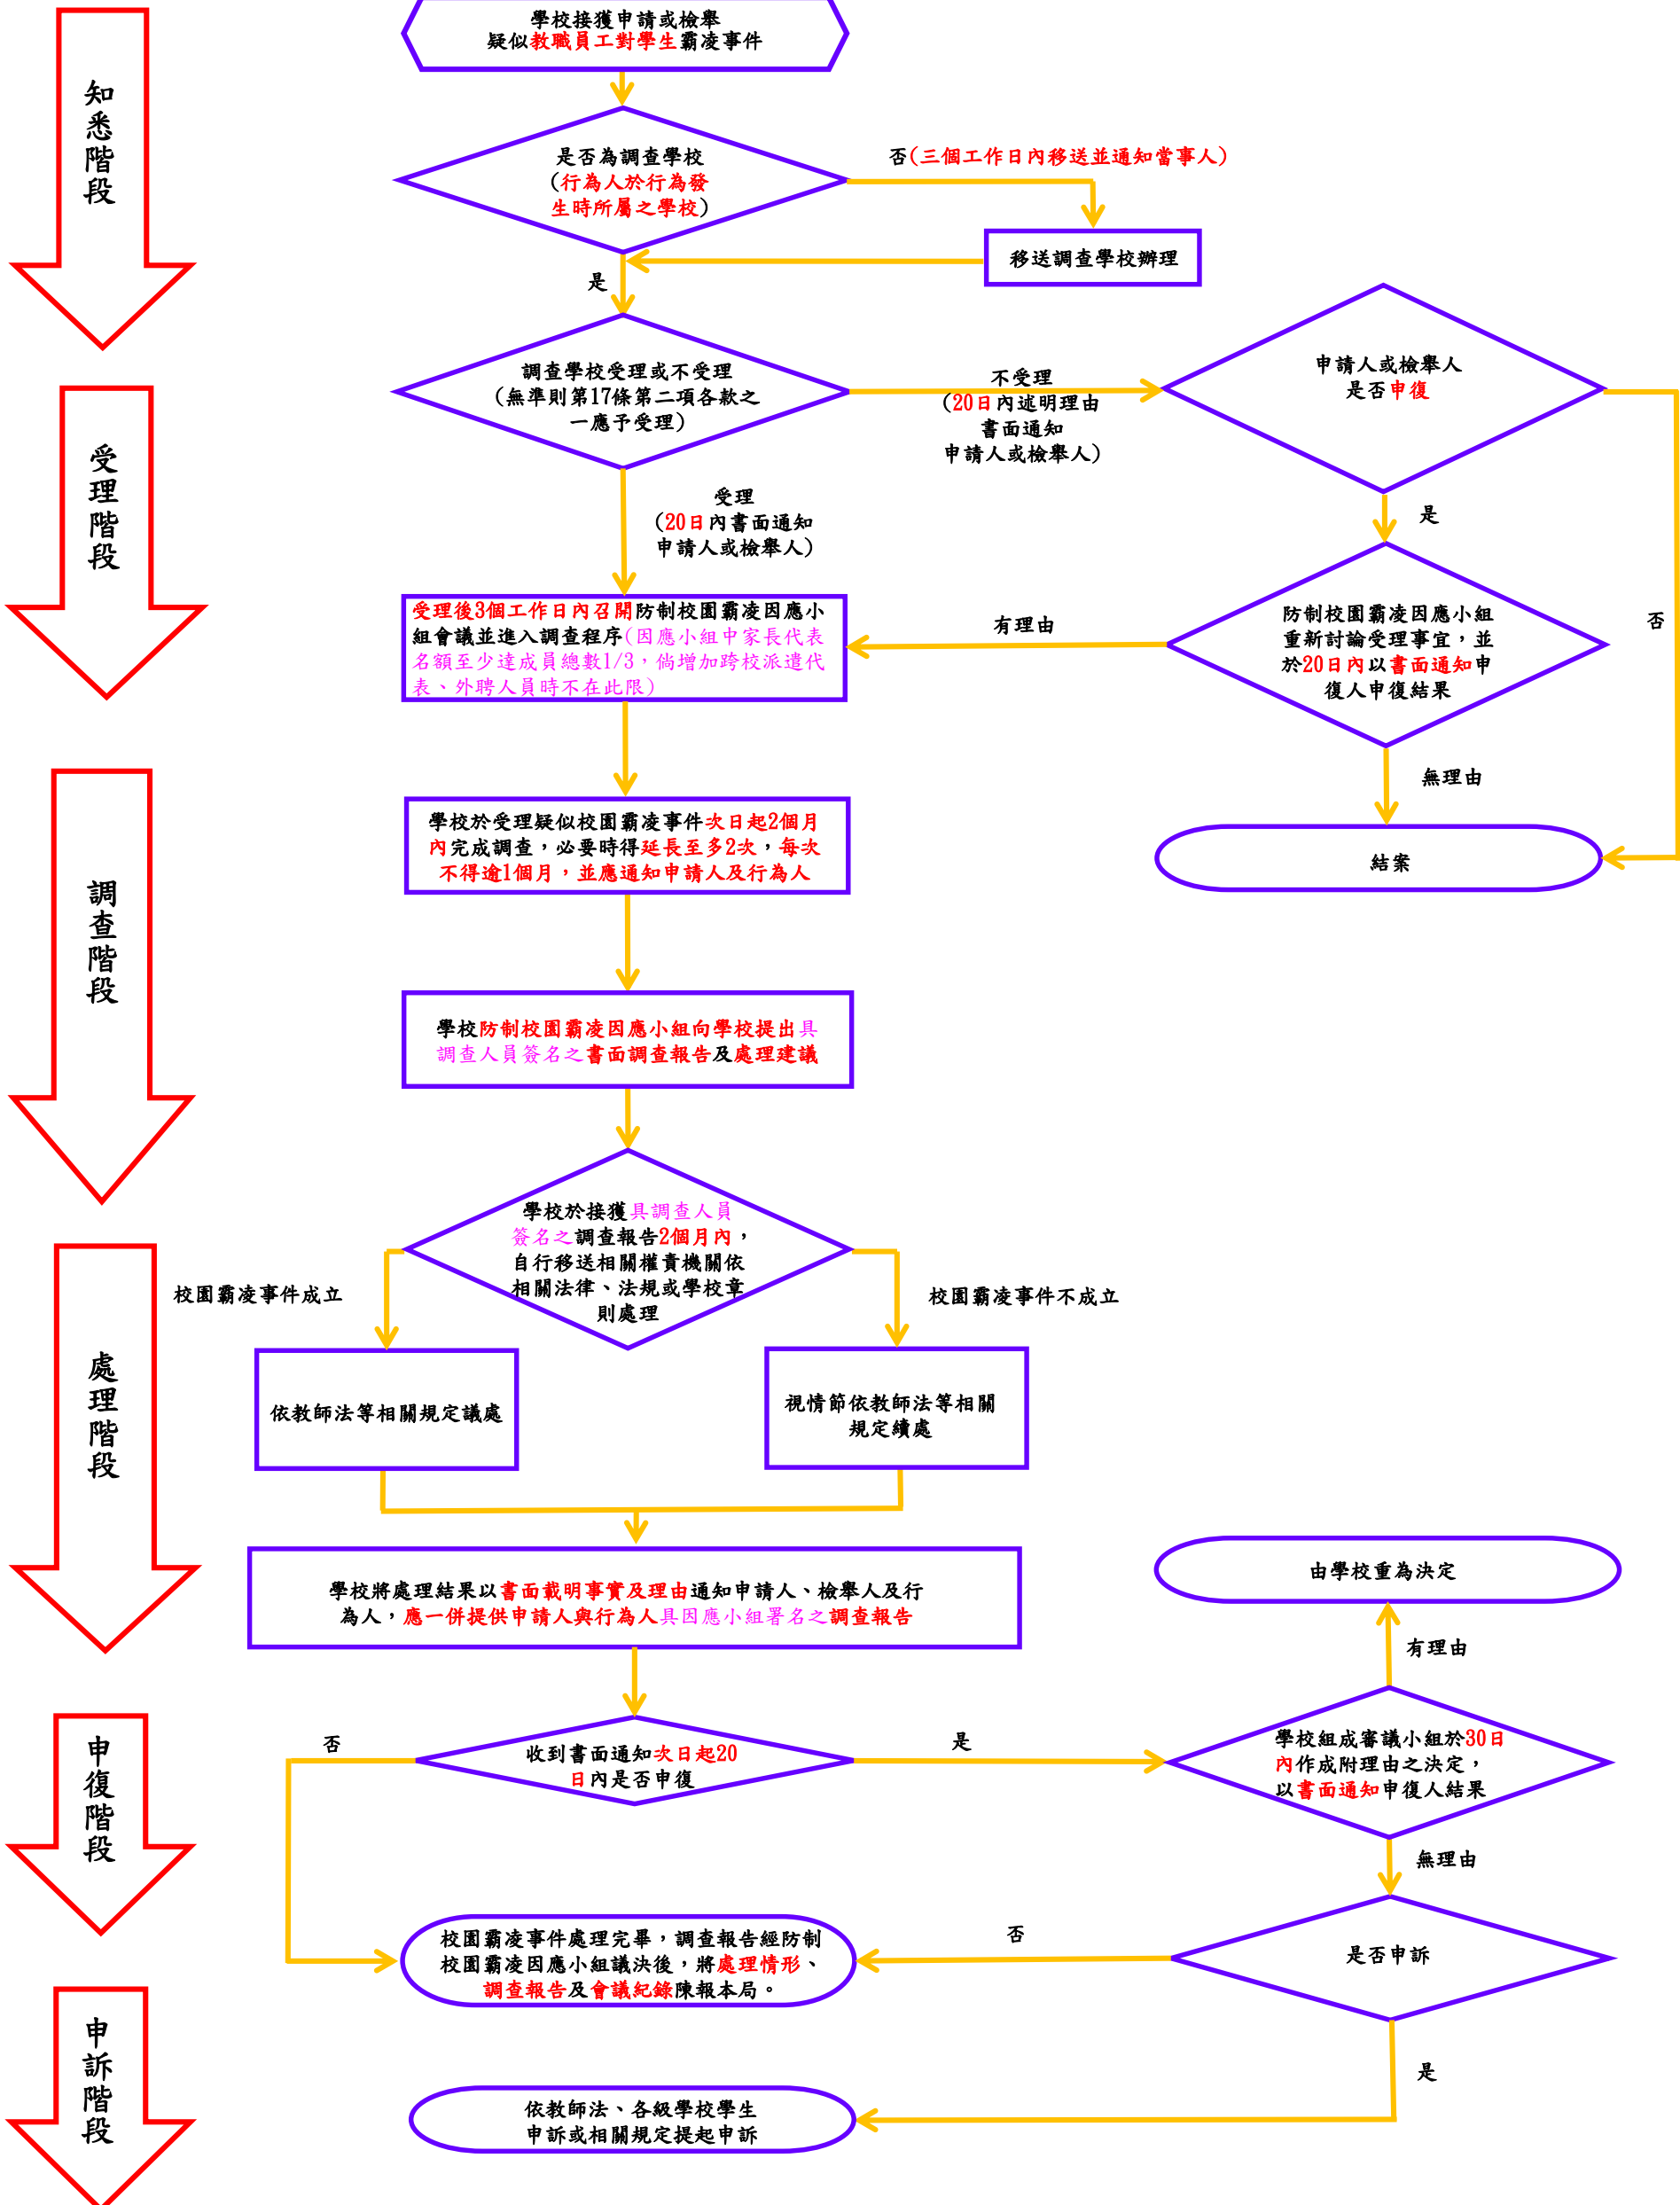 學校接獲申請或檢舉
疑似教職員工對學生霸凌事件
知悉階段
是否為調查學校
(行為人於行為發
生時所屬之學校)
否(三個工作日內移送並通知當事人)
移送調查學校辦理
是
調查學校受理或不受理
(無準則第17條第二項各款之
一應予受理)
不受理
(20日內述明理由
書面通知
申請人或檢舉人)
申請人或檢舉人
是否申復
受理階段
受理
(20日內書面通知
申請人或檢舉人)
是
否
受理後3個工作日內召開防制校園霸凌因應小
組會議並進入調查程序(因應小組中家長代表
名額至少達成員總數1/3，倘增加跨校派遣代
表、外聘人員時不在此限)
有理由
防制校園霸凌因應小組
重新討論受理事宜，並
於20日內以書面通知申
復人申復結果
無理由
結案
調查階段
學校於受理疑似校園霸凌事件次日起2個月
內完成調查，必要時得延長至多2次，每次
不得逾1個月，並應通知申請人及行為人
學校防制校園霸凌因應小組向學校提出具
調查人員簽名之書面調查報告及處理建議
處理階段
學校於接獲具調查人員
簽名之調查報告2個月內，
自行移送相關權責機關依
相關法律、法規或學校章
則處理
校園霸凌事件成立
校園霸凌事件不成立
依教師法等相關規定議處
視情節依教師法等相關
規定續處
學校將處理結果以書面載明事實及理由通知申請人、檢舉人及行
為人，應一併提供申請人與行為人具因應小組署名之調查報告
由學校重為決定
有理由
申復階段
收到書面通知次日起20
日內是否申復
否
是
學校組成審議小組於30日
內作成附理由之決定，
以書面通知申復人結果
無理由
校園霸凌事件處理完畢，調查報告經防制
校園霸凌因應小組議決後，將處理情形、
調查報告及會議紀錄陳報本局。
否
是否申訴
申訴階段
是
依教師法、各級學校學生
申訴或相關規定提起申訴